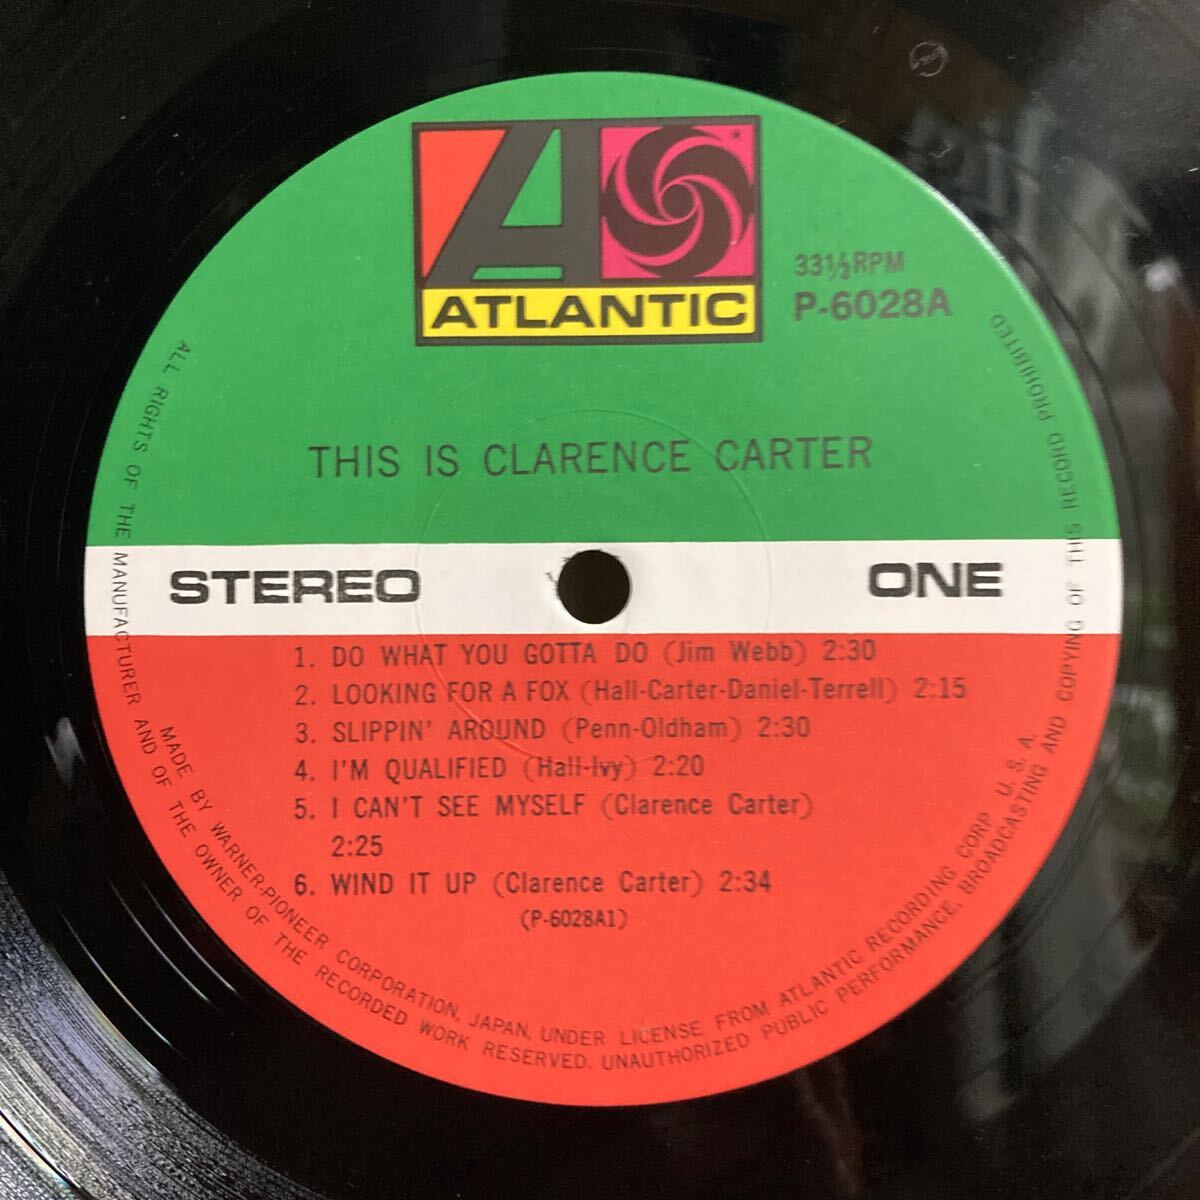 ATLANTIC
33⅓RPM
P-6028A
THIS IS CLARENCE CARTER
STEREO
ONE
1. DO WHAT YOU GOTTA DO (Jim Webb) 2:30
2. LOOKING FOR A FOX (Hall-Carter-Daniel-Terrell) 2:15
3. SLIPPIN' AROUND (Penn-Oldham) 2:30
4. I'M QUALIFIED (Hall-Ivy) 2:20
5. I CAN'T SEE MYSELF (Clarence Carter)
2:25
6. WIND IT UP (Clarence Carter) 2:34
(P-6028A1)
MADE BY WARNER-PIONEER CORPORATION, JAPAN, UNDER LICENSE FROM ATLANTIC RECORDING CORP. U. S. A.
ALL RIGHTS OF THE MANUFACTURER AND OF THE OWNER OF THE RECORDED WORK RESERVED. UNAUTHORIZED PUBLIC PERFORMANCE, BROADCASTING AND COPYING OF THIS RECORD PROHIBITED.